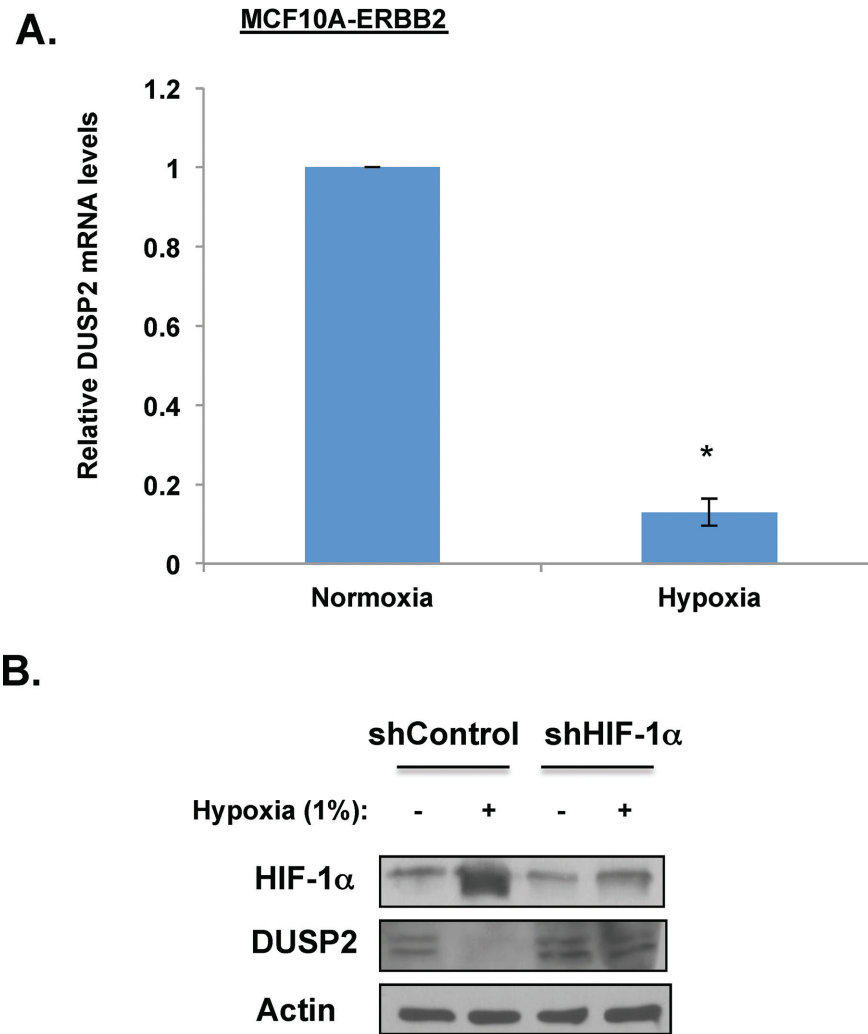 A.
MCF10A-ERBB2
Relative DUSP2 mRNA levels
1.2
1
0.8
0.6
0.4
0.2
0
*
Normoxia Hypoxia
B.
shControl shHIF-1α
Hypoxia (1%): - + - +
HIF-1α
DUSP2
Actin